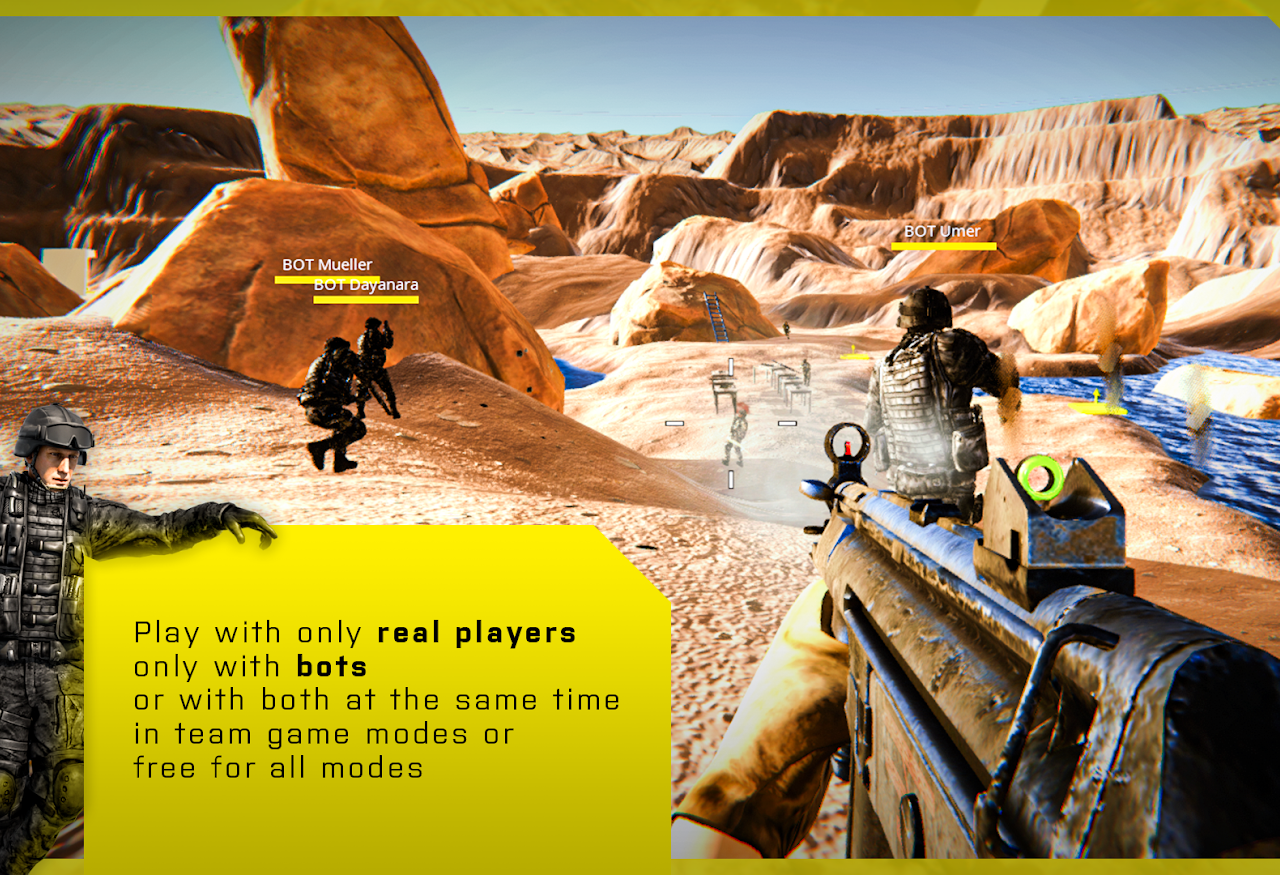 BOT Umer
BOT Mueller
BOT Dayanara
Play with only real players
only with bots
or with both at the same time
in team game modes or
free for all modes